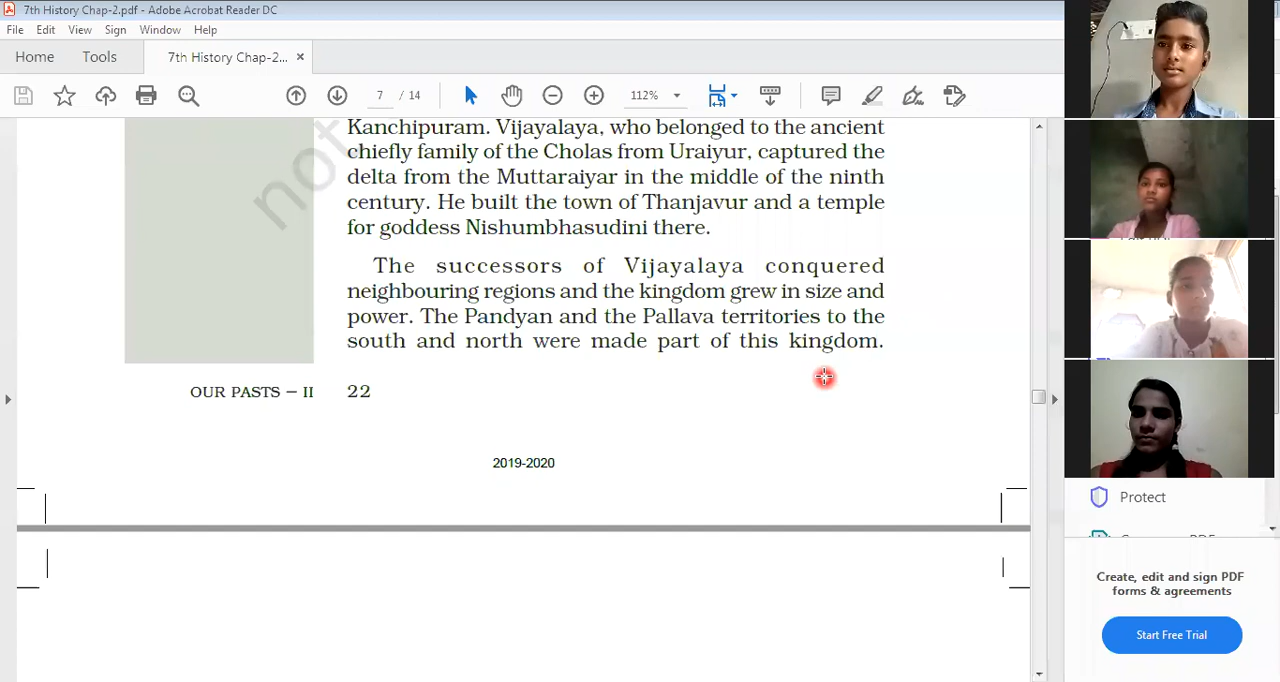 7th History Chap-2.pdf - Adobe Acrobat Reader DC
File Edit View Sign Window Help
Home Tools 7th History Chap-2... ×
7 / 14 112%
not
Kanchipuram. Vijayalaya, who belonged to the ancient
chiefly family of the Cholas from Uraiyur, captured the
delta from the Muttaraiyar in the middle of the ninth
century. He built the town of Thanjavur and a temple
for goddess Nishumbhasudini there.
The successors of Vijayalaya conquered
neighbouring regions and the kingdom grew in size and
power. The Pandyan and the Pallava territories to the
south and north were made part of this kingdom.
OUR PASTS – II 22
2019-2020
Protect
Create, edit and sign PDF
forms & agreements
Start Free Trial